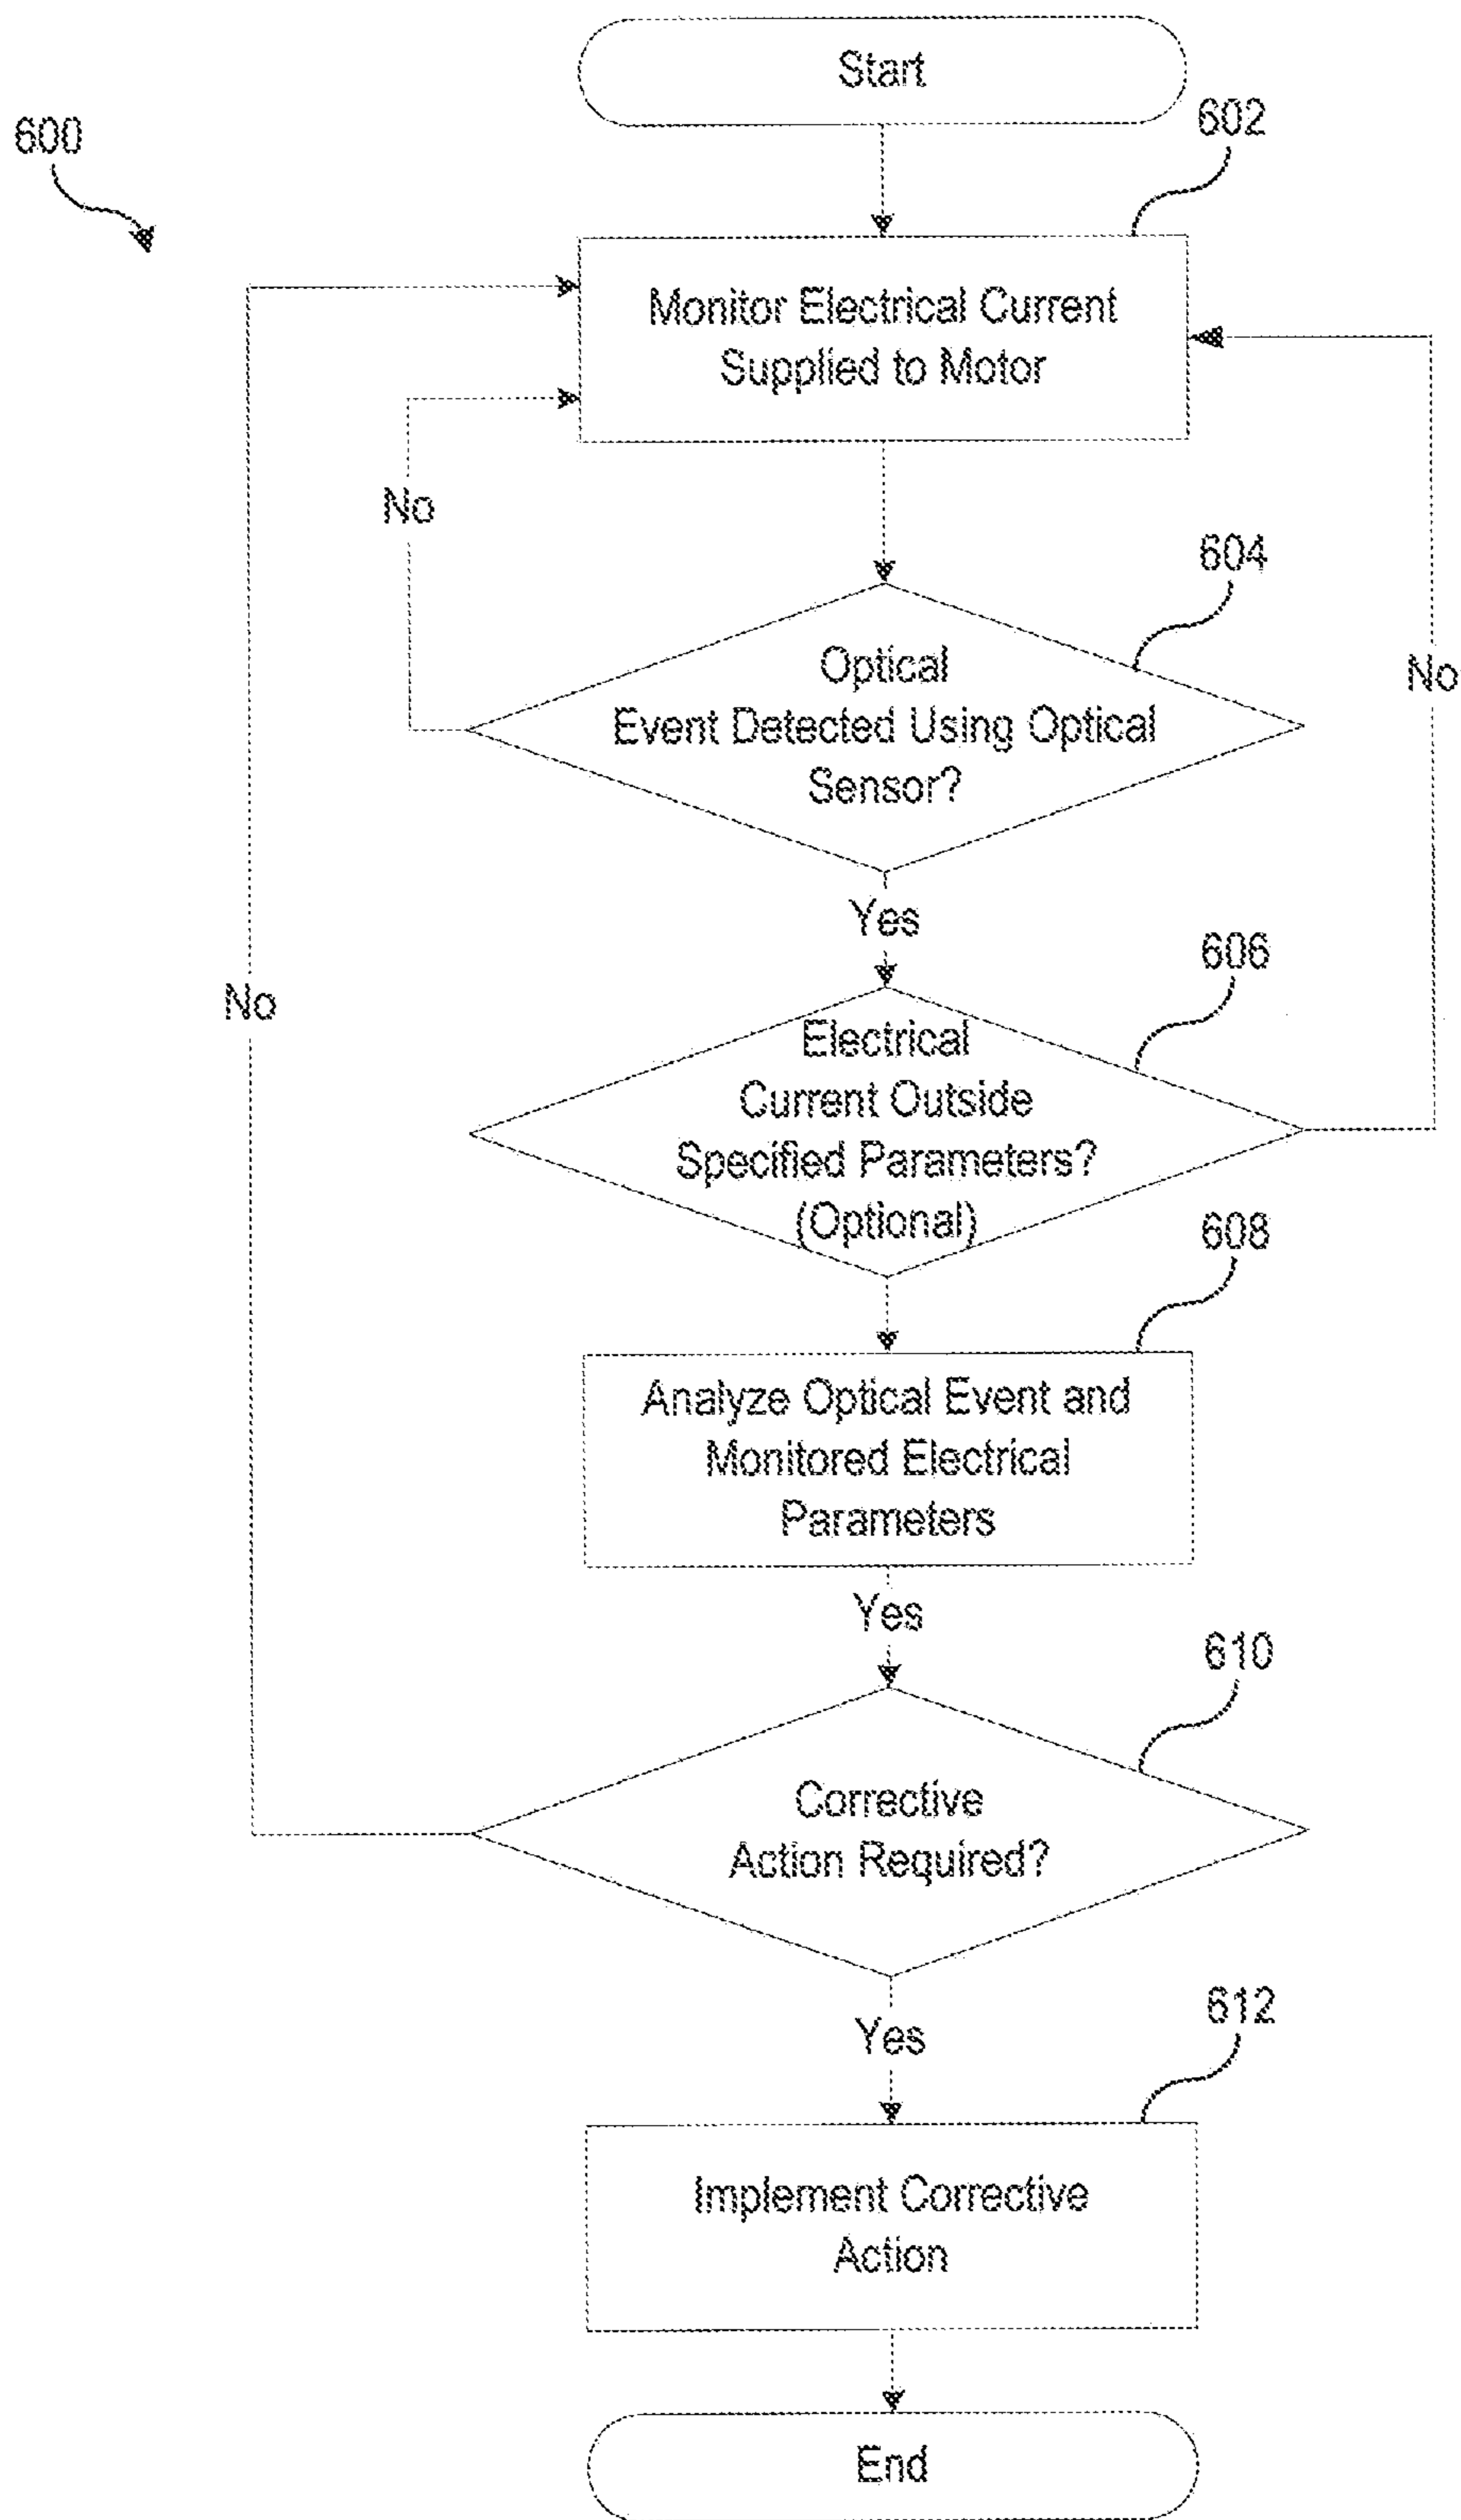 Start
600
602
Monitor Electrical Current
Supplied to Motor
No
604
Optical
Event Detected Using Optical
Sensor?
No
Yes
606
No
Electrical
Current Outside
Specified Parameters?
(Optional)
608
Analyze Optical Event and
Monitored Electrical
Parameters
Yes
610
Corrective
Action Required?
Yes
612
Implement Corrective
Action
End